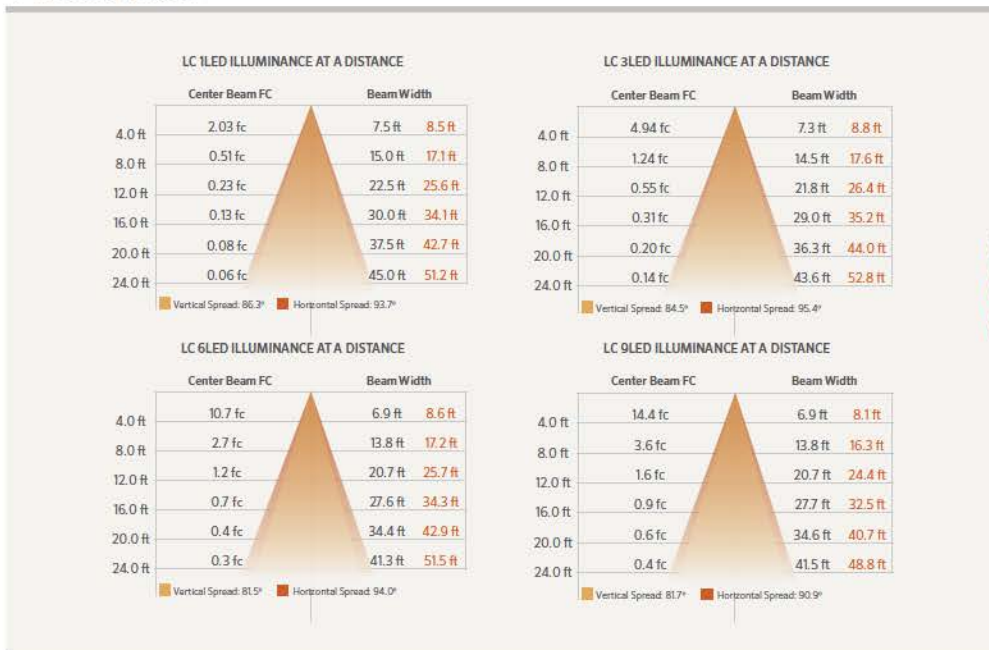 LC 1LED ILLUMINANCE AT A DISTANCE
Center Beam FC Beam Width
4.0 ft 2.03 fc 7.5 ft 8.5 ft
8.0 ft 0.51 fc 15.0 ft 17.1 ft
12.0 ft 0.23 fc 22.5 ft 25.6 ft
16.0 ft 0.13 fc 30.0 ft 34.1 ft
20.0 ft 0.08 fc 37.5 ft 42.7 ft
24.0 ft 0.06 fc 45.0 ft 51.2 ft
Vertical Spread: 86.3º Horizontal Spread: 93.7º
LC 3LED ILLUMINANCE AT A DISTANCE
Center Beam FC Beam Width
4.0 ft 4.94 fc 7.3 ft 8.8 ft
8.0 ft 1.24 fc 14.5 ft 17.6 ft
12.0 ft 0.55 fc 21.8 ft 26.4 ft
16.0 ft 0.31 fc 29.0 ft 35.2 ft
20.0 ft 0.20 fc 36.3 ft 44.0 ft
24.0 ft 0.14 fc 43.6 ft 52.8 ft
Vertical Spread: 84.5º Horizontal Spread: 95.4º
LC 6LED ILLUMINANCE AT A DISTANCE
Center Beam FC Beam Width
4.0 ft 10.7 fc 6.9 ft 8.6 ft
8.0 ft 2.7 fc 13.8 ft 17.2 ft
12.0 ft 1.2 fc 20.7 ft 25.7 ft
16.0 ft 0.7 fc 27.6 ft 34.3 ft
20.0 ft 0.4 fc 34.4 ft 42.9 ft
24.0 ft 0.3 fc 41.3 ft 51.5 ft
Vertical Spread: 81.5º Horizontal Spread: 94.0º
LC 9LED ILLUMINANCE AT A DISTANCE
Center Beam FC Beam Width
4.0 ft 14.4 fc 6.9 ft 8.1 ft
8.0 ft 3.6 fc 13.8 ft 16.3 ft
12.0 ft 1.6 fc 20.7 ft 24.4 ft
16.0 ft 0.9 fc 27.7 ft 32.5 ft
20.0 ft 0.6 fc 34.6 ft 40.7 ft
24.0 ft 0.4 fc 41.5 ft 48.8 ft
Vertical Spread: 81.7º Horizontal Spread: 90.9º